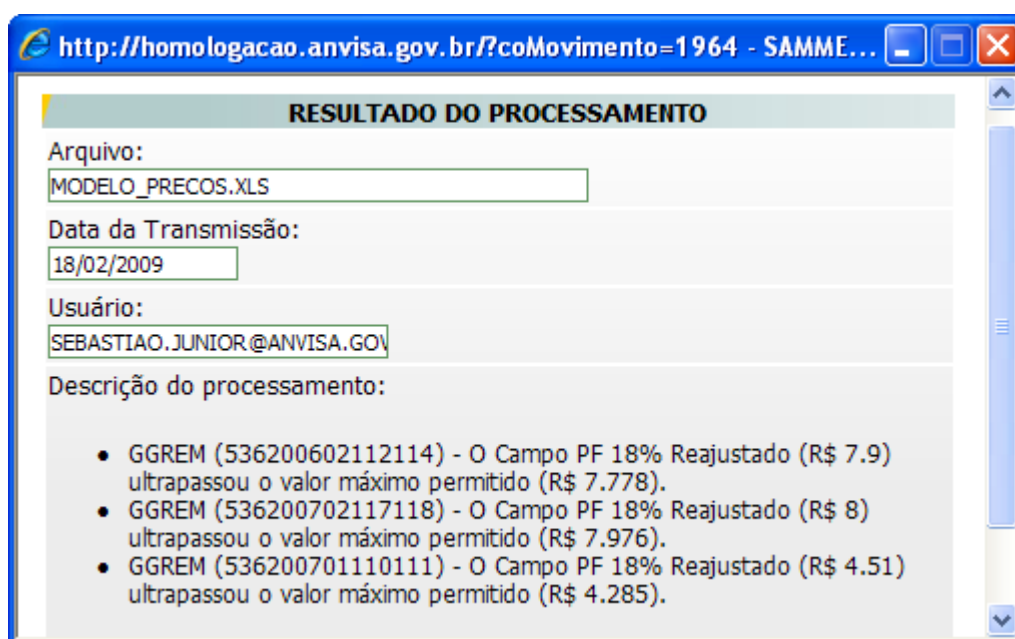 http://homologacao.anvisa.gov.br/?coMovimento=1964 - SAMME...
RESULTADO DO PROCESSAMENTO
Arquivo:
MODELO_PRECOS.XLS
Data da Transmissão:
18/02/2009
Usuário:
SEBASTIAO.JUNIOR@ANVISA.GOV
Descrição do processamento:
• GGREM (536200602112114) - O Campo PF 18% Reajustado (R$ 7.9)
ultrapassou o valor máximo permitido (R$ 7.778).
• GGREM (536200702117118) - O Campo PF 18% Reajustado (R$ 8)
ultrapassou o valor máximo permitido (R$ 7.976).
• GGREM (536200701110111) - O Campo PF 18% Reajustado (R$ 4.51)
ultrapassou o valor máximo permitido (R$ 4.285).